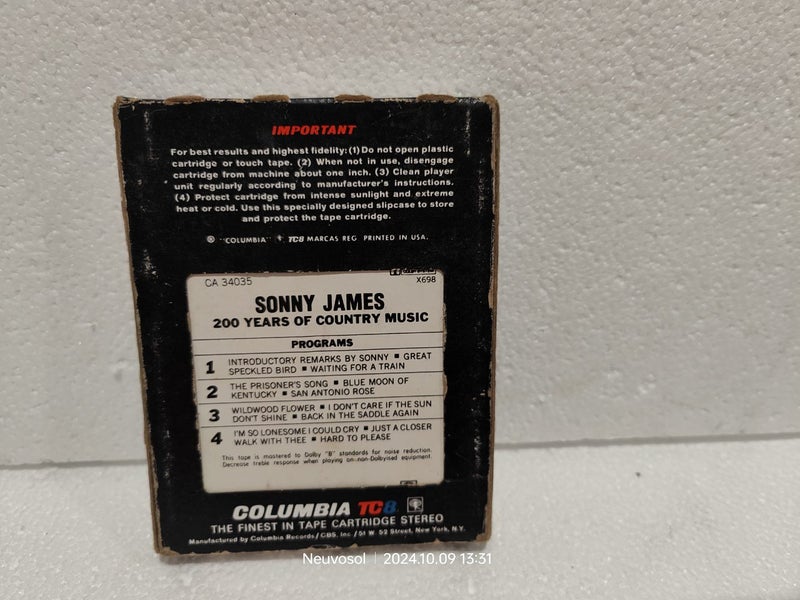 IMPORTANT
For best results and highest fidelity: (1) Do not open plastic
cartridge or touch tape. (2) When not in use, disengage
cartridge from machine about one inch. (3) Clean player
unit regularly according to manufacturer's instructions.
(4) Protect cartridge from intense sunlight and extreme
heat or cold. Use this specially designed slipcase to store
and protect the tape cartridge.
® "COLUMBIA" TC8 MARCAS REG. PRINTED IN USA.
CA 34035
X698
SONNY JAMES
200 YEARS OF COUNTRY MUSIC
PROGRAMS
1 INTRODUCTORY REMARKS BY SONNY ■ GREAT
SPECKLED BIRD ■ WAITING FOR A TRAIN
2 THE PRISONER'S SONG ■ BLUE MOON OF
KENTUCKY ■ SAN ANTONIO ROSE
3 WILDWOOD FLOWER ■ I DON'T CARE IF THE SUN
DON'T SHINE ■ BACK IN THE SADDLE AGAIN
4 I'M SO LONESOME I COULD CRY ■ JUST A CLOSER
WALK WITH THEE ■ HARD TO PLEASE
This tape is mastered to Dolby "B" standards for noise reduction.
Decrease treble response when playing on non-Dolbyised equipment.
COLUMBIA TC8
THE FINEST IN TAPE CARTRIDGE STEREO
Manufactured by Columbia Records / CBS, Inc. / 51 W. 52 Street, New York, N.Y.
Neuvosol | 2024.10.09 13:31